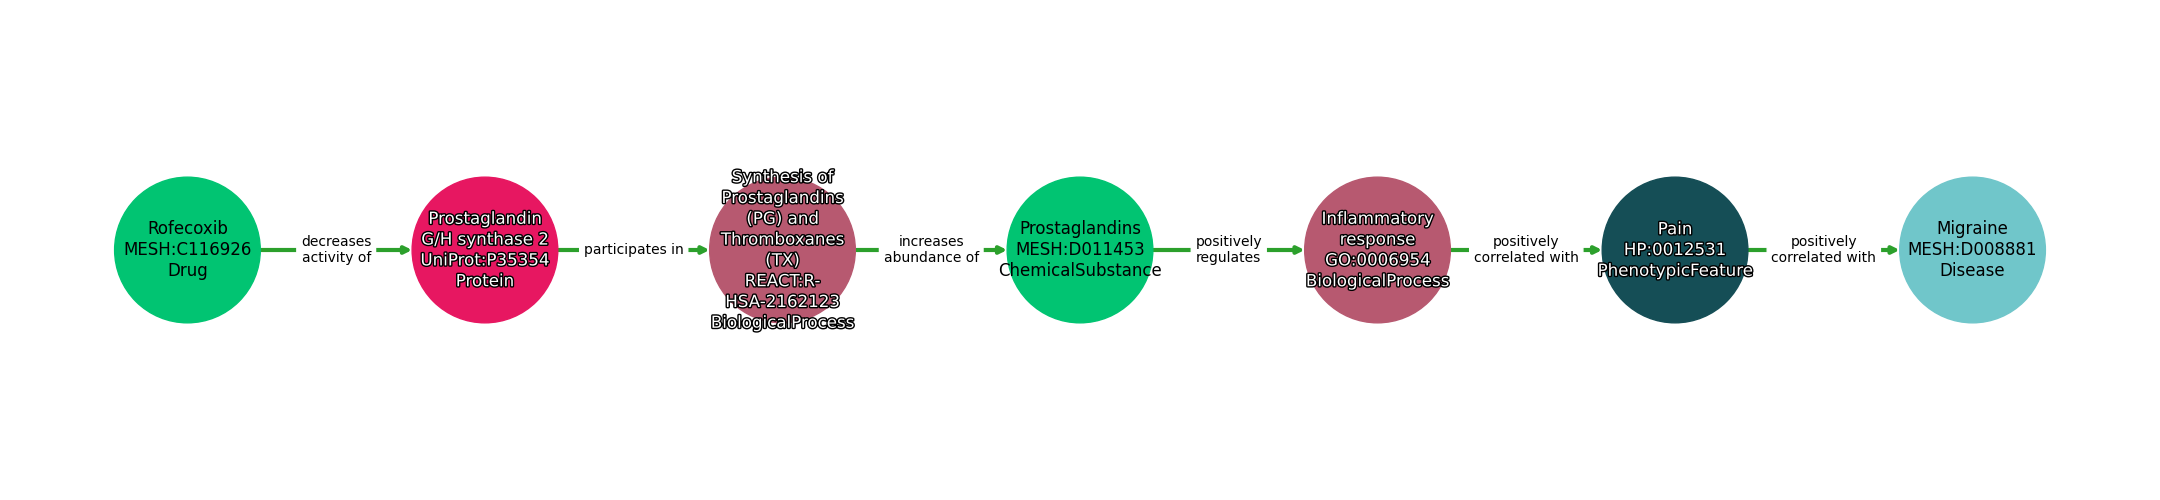 Rofecoxib
MESH:C116926
Drug
decreases
activity of
Prostaglandin
G/H synthase 2
UniProt:P35354
Protein
participates in
Synthesis of
Prostaglandins
(PG) and
Thromboxanes
(TX)
REACT:R-
HSA-2162123
BiologicalProcess
increases
abundance of
Prostaglandins
MESH:D011453
ChemicalSubstance
positively
regulates
Inflammatory
response
GO:0006954
BiologicalProcess
positively
correlated with
Pain
HP:0012531
PhenotypicFeature
positively
correlated with
Migraine
MESH:D008881
Disease